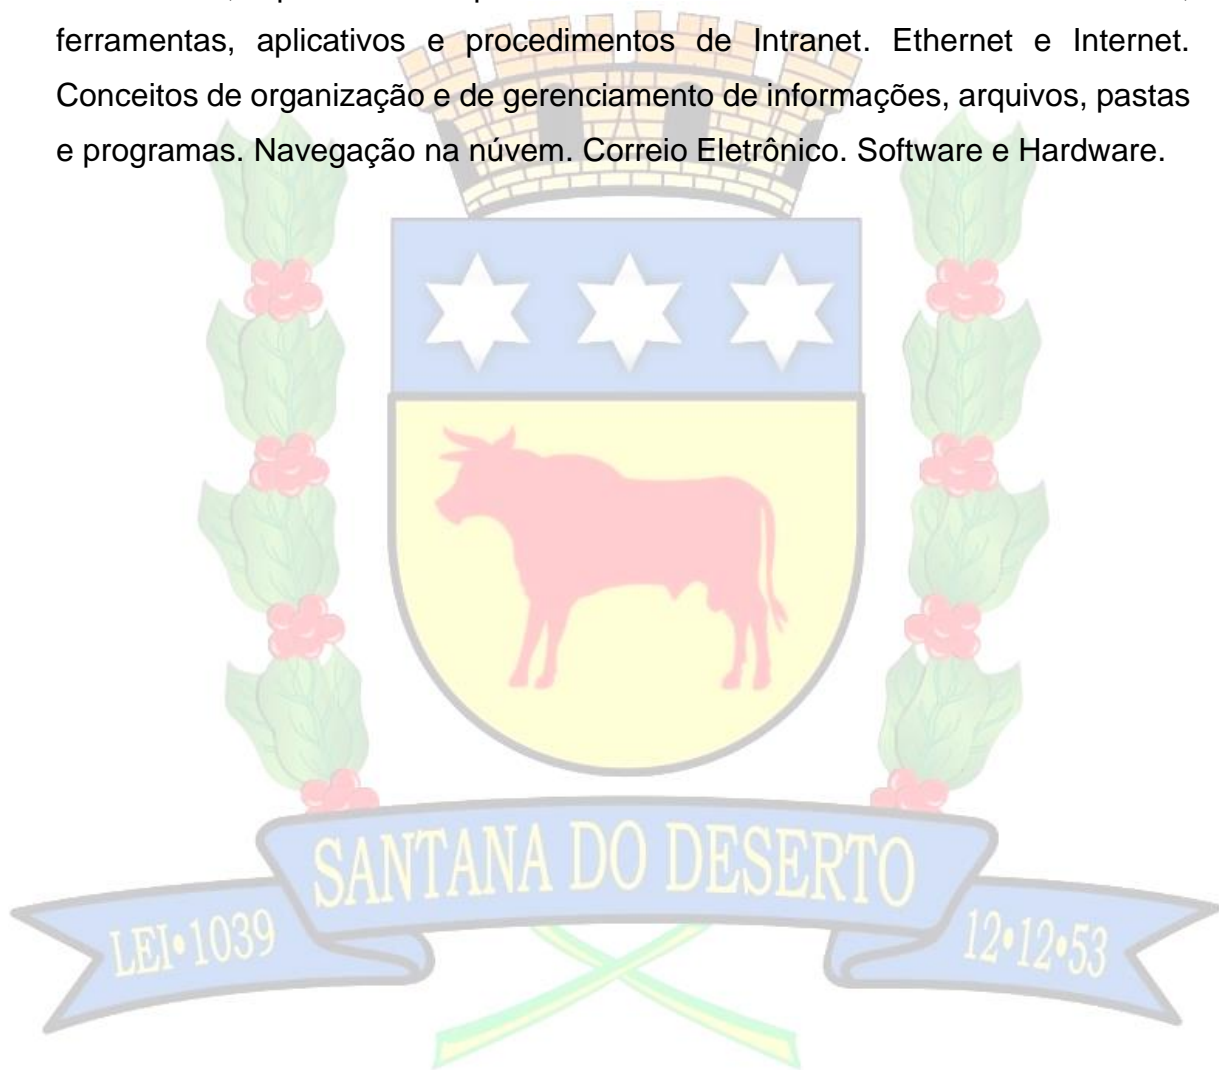 ferramentas, aplicativos e procedimentos de Intranet. Ethernet e Internet.
Conceitos de organização e de gerenciamento de informações, arquivos, pastas
e programas. Navegação na núvem. Correio Eletrônico. Software e Hardware.
SANTANA DO DESERTO
LEI•1039
12•12•53